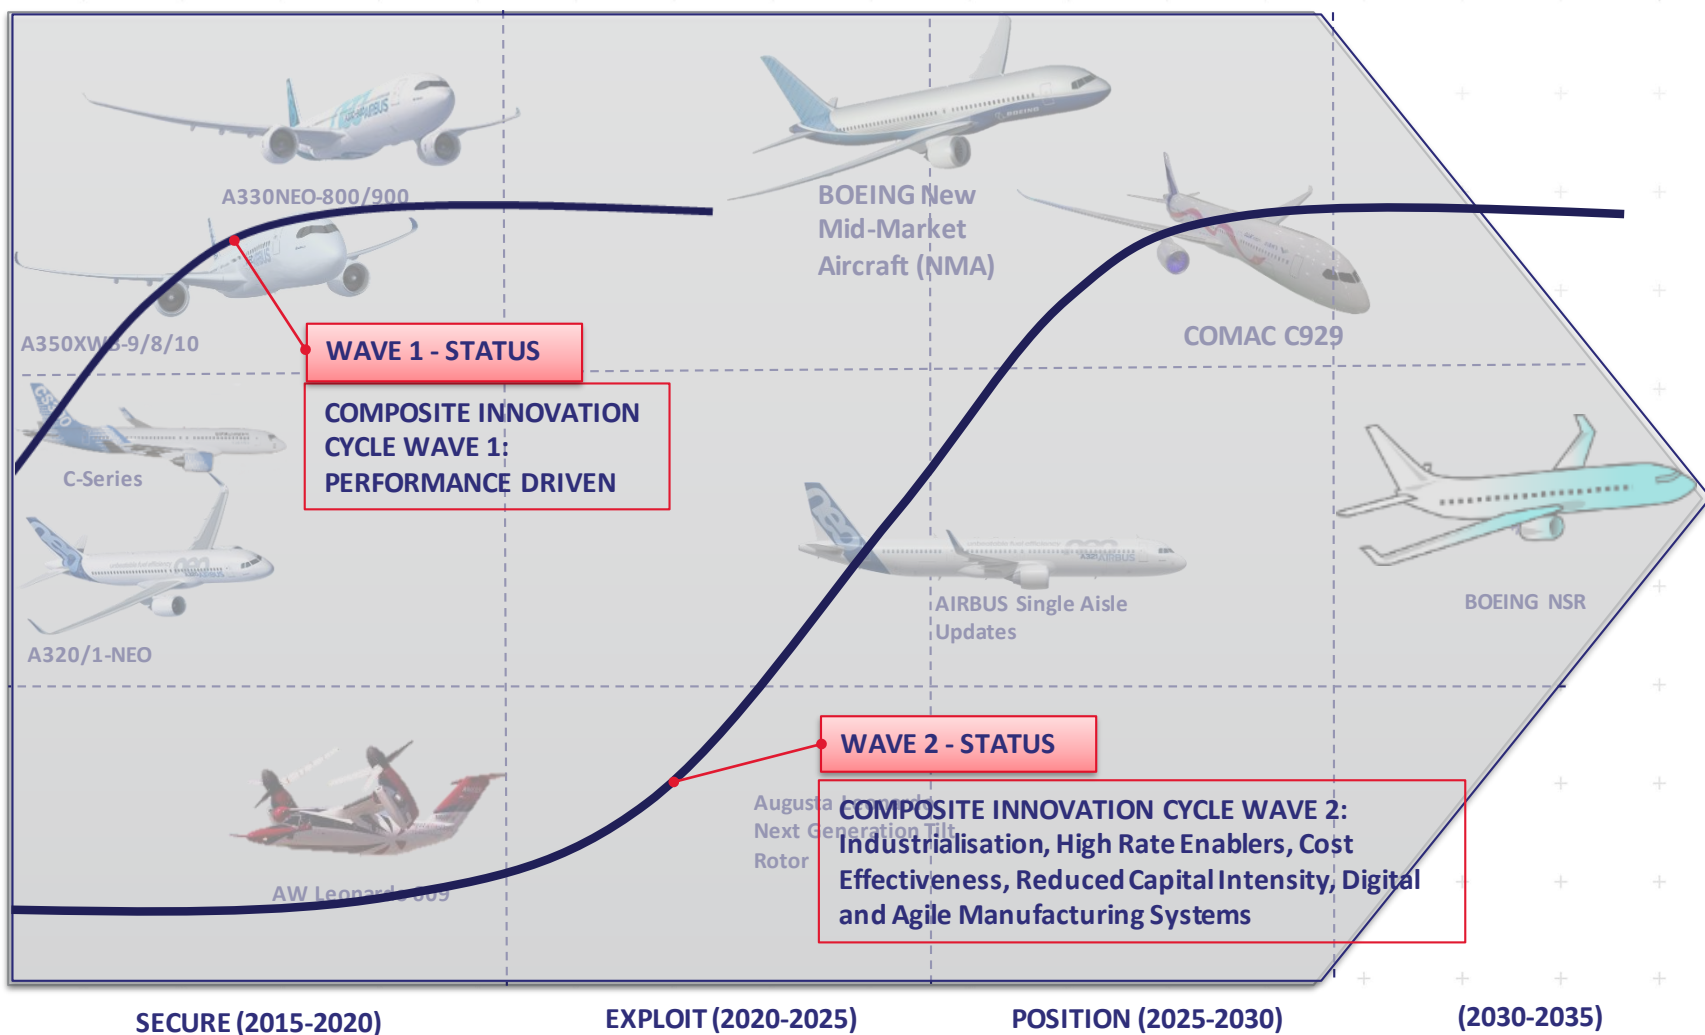 A330NEO-800/900
BOEING New
Mid-Market
Aircraft (NMA)
A350XWB-9/8/10
COMAC C929
WAVE 1 - STATUS
COMPOSITE INNOVATION
CYCLE WAVE 1:
PERFORMANCE DRIVEN
C-Series
A320/1-NEO
AIRBUS Single Aisle
Updates
BOEING NSR
WAVE 2 - STATUS
Augusta Leonardo
Next Generation Tilt
Rotor
COMPOSITE INNOVATION CYCLE WAVE 2:
Industrialisation, High Rate Enablers, Cost
Effectiveness, Reduced Capital Intensity, Digital
and Agile Manufacturing Systems
AW Leonardo 609
SECURE (2015-2020)
EXPLOIT (2020-2025)
POSITION (2025-2030)
(2030-2035)